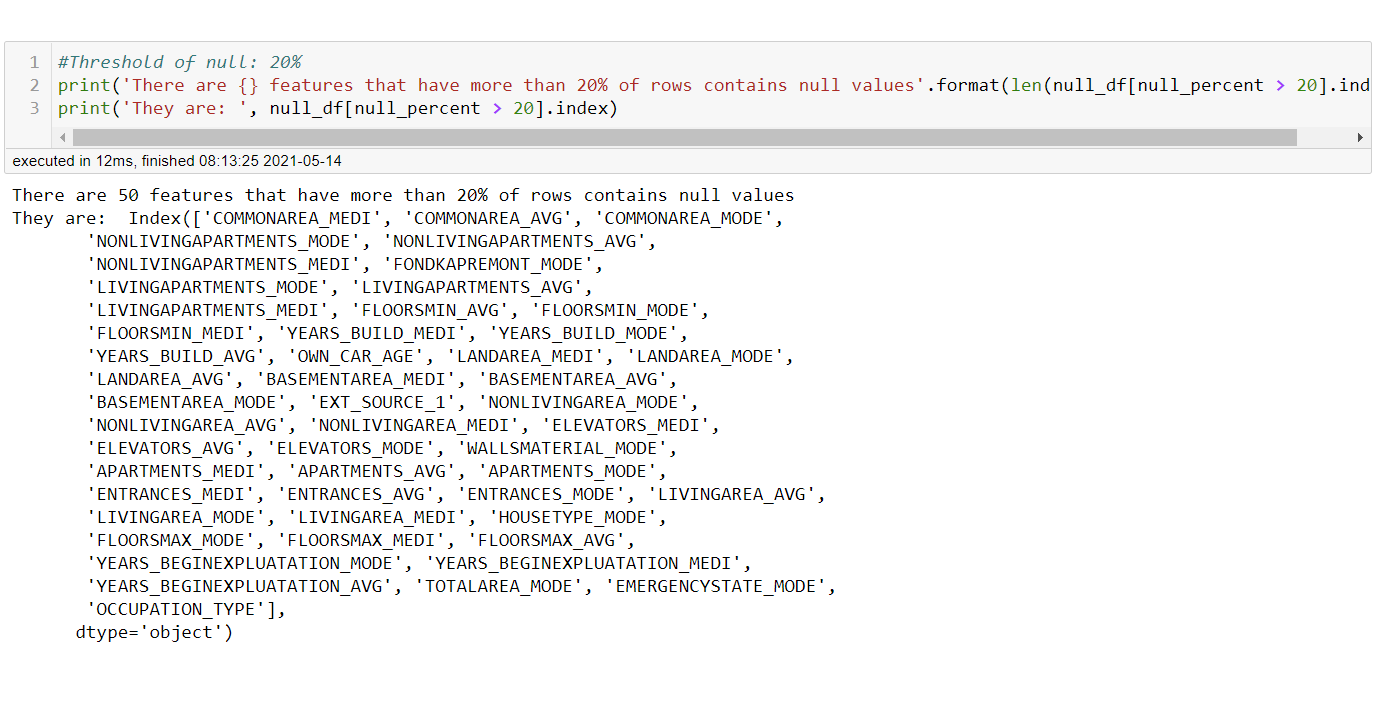 1 #Threshold of null: 20%
2 print('There are {} features that have more than 20% of rows contains null values'.format(len(null_df[null_percent > 20].ind
3 print('They are: ', null_df[null_percent > 20].index)
executed in 12ms, finished 08:13:25 2021-05-14
There are 50 features that have more than 20% of rows contains null values
They are:  Index(['COMMONAREA_MEDI', 'COMMONAREA_AVG', 'COMMONAREA_MODE',
'NONLIVINGAPARTMENTS_MODE', 'NONLIVINGAPARTMENTS_AVG',
'NONLIVINGAPARTMENTS_MEDI', 'FONDKAPREMONT_MODE',
'LIVINGAPARTMENTS_MODE', 'LIVINGAPARTMENTS_AVG',
'LIVINGAPARTMENTS_MEDI', 'FLOORSMIN_AVG', 'FLOORSMIN_MODE',
'FLOORSMIN_MEDI', 'YEARS_BUILD_MEDI', 'YEARS_BUILD_MODE',
'YEARS_BUILD_AVG', 'OWN_CAR_AGE', 'LANDAREA_MEDI', 'LANDAREA_MODE',
'LANDAREA_AVG', 'BASEMENTAREA_MEDI', 'BASEMENTAREA_AVG',
'BASEMENTAREA_MODE', 'EXT_SOURCE_1', 'NONLIVINGAREA_MODE',
'NONLIVINGAREA_AVG', 'NONLIVINGAREA_MEDI', 'ELEVATORS_MEDI',
'ELEVATORS_AVG', 'ELEVATORS_MODE', 'WALLSMATERIAL_MODE',
'APARTMENTS_MEDI', 'APARTMENTS_AVG', 'APARTMENTS_MODE',
'ENTRANCES_MEDI', 'ENTRANCES_AVG', 'ENTRANCES_MODE', 'LIVINGAREA_AVG',
'LIVINGAREA_MODE', 'LIVINGAREA_MEDI', 'HOUSETYPE_MODE',
'FLOORSMAX_MODE', 'FLOORSMAX_MEDI', 'FLOORSMAX_AVG',
'YEARS_BEGINEXPLUATATION_MODE', 'YEARS_BEGINEXPLUATATION_MEDI',
'YEARS_BEGINEXPLUATATION_AVG', 'TOTALAREA_MODE', 'EMERGENCYSTATE_MODE',
'OCCUPATION_TYPE'],
dtype='object')